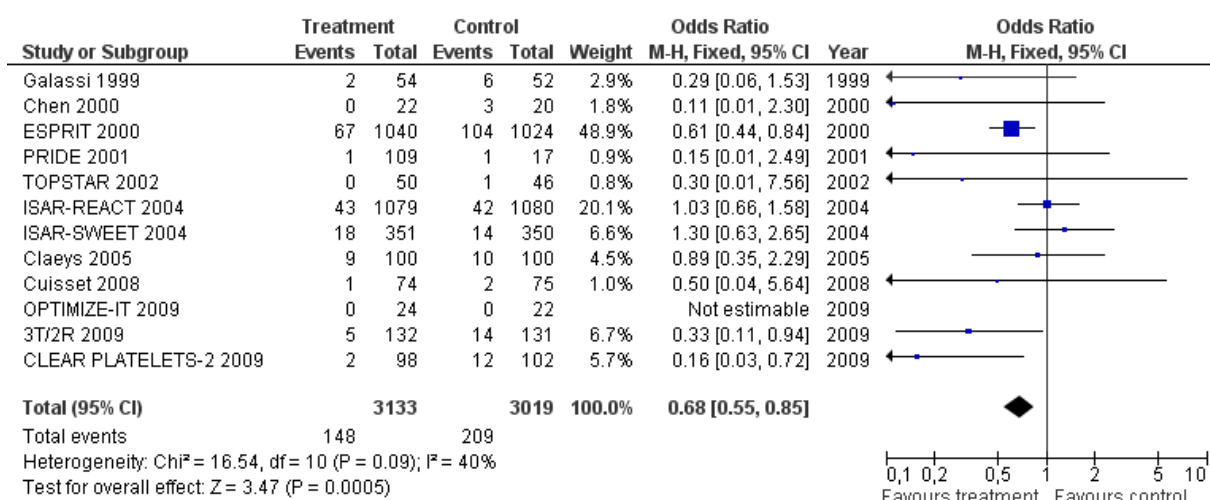 Treatment Control Odds Ratio Odds Ratio
Study or Subgroup Events Total Events Total Weight M-H, Fixed, 95% CI Year M-H, Fixed, 95% CI
Galassi 1999 2 54 6 52 2.9% 0.29 [0.06, 1.53] 1999
Chen 2000 0 22 3 20 1.8% 0.11 [0.01, 2.30] 2000
ESPRIT 2000 67 1040 104 1024 48.9% 0.61 [0.44, 0.84] 2000
PRIDE 2001 1 109 1 17 0.9% 0.15 [0.01, 2.49] 2001
TOPSTAR 2002 0 50 1 46 0.8% 0.30 [0.01, 7.56] 2002
ISAR-REACT 2004 43 1079 42 1080 20.1% 1.03 [0.66, 1.58] 2004
ISAR-SWEET 2004 18 351 14 350 6.6% 1.30 [0.63, 2.65] 2004
Claeys 2005 9 100 10 100 4.5% 0.89 [0.35, 2.29] 2005
Cuisset 2008 1 74 2 75 1.0% 0.50 [0.04, 5.64] 2008
OPTIMIZE-IT 2009 0 24 0 22 Not estimable 2009
3T/2R 2009 5 132 14 131 6.7% 0.33 [0.11, 0.94] 2009
CLEAR PLATELETS-2 2009 2 98 12 102 5.7% 0.16 [0.03, 0.72] 2009
Total (95% CI) 3133 3019 100.0% 0.68 [0.55, 0.85]
Total events 148 209
Heterogeneity: Chi² = 16.54, df = 10 (P = 0.09); I² = 40%
Test for overall effect: Z = 3.47 (P = 0.0005)
0,1 0,2 0,5 1 2 5 10
Favours treatment Favours control